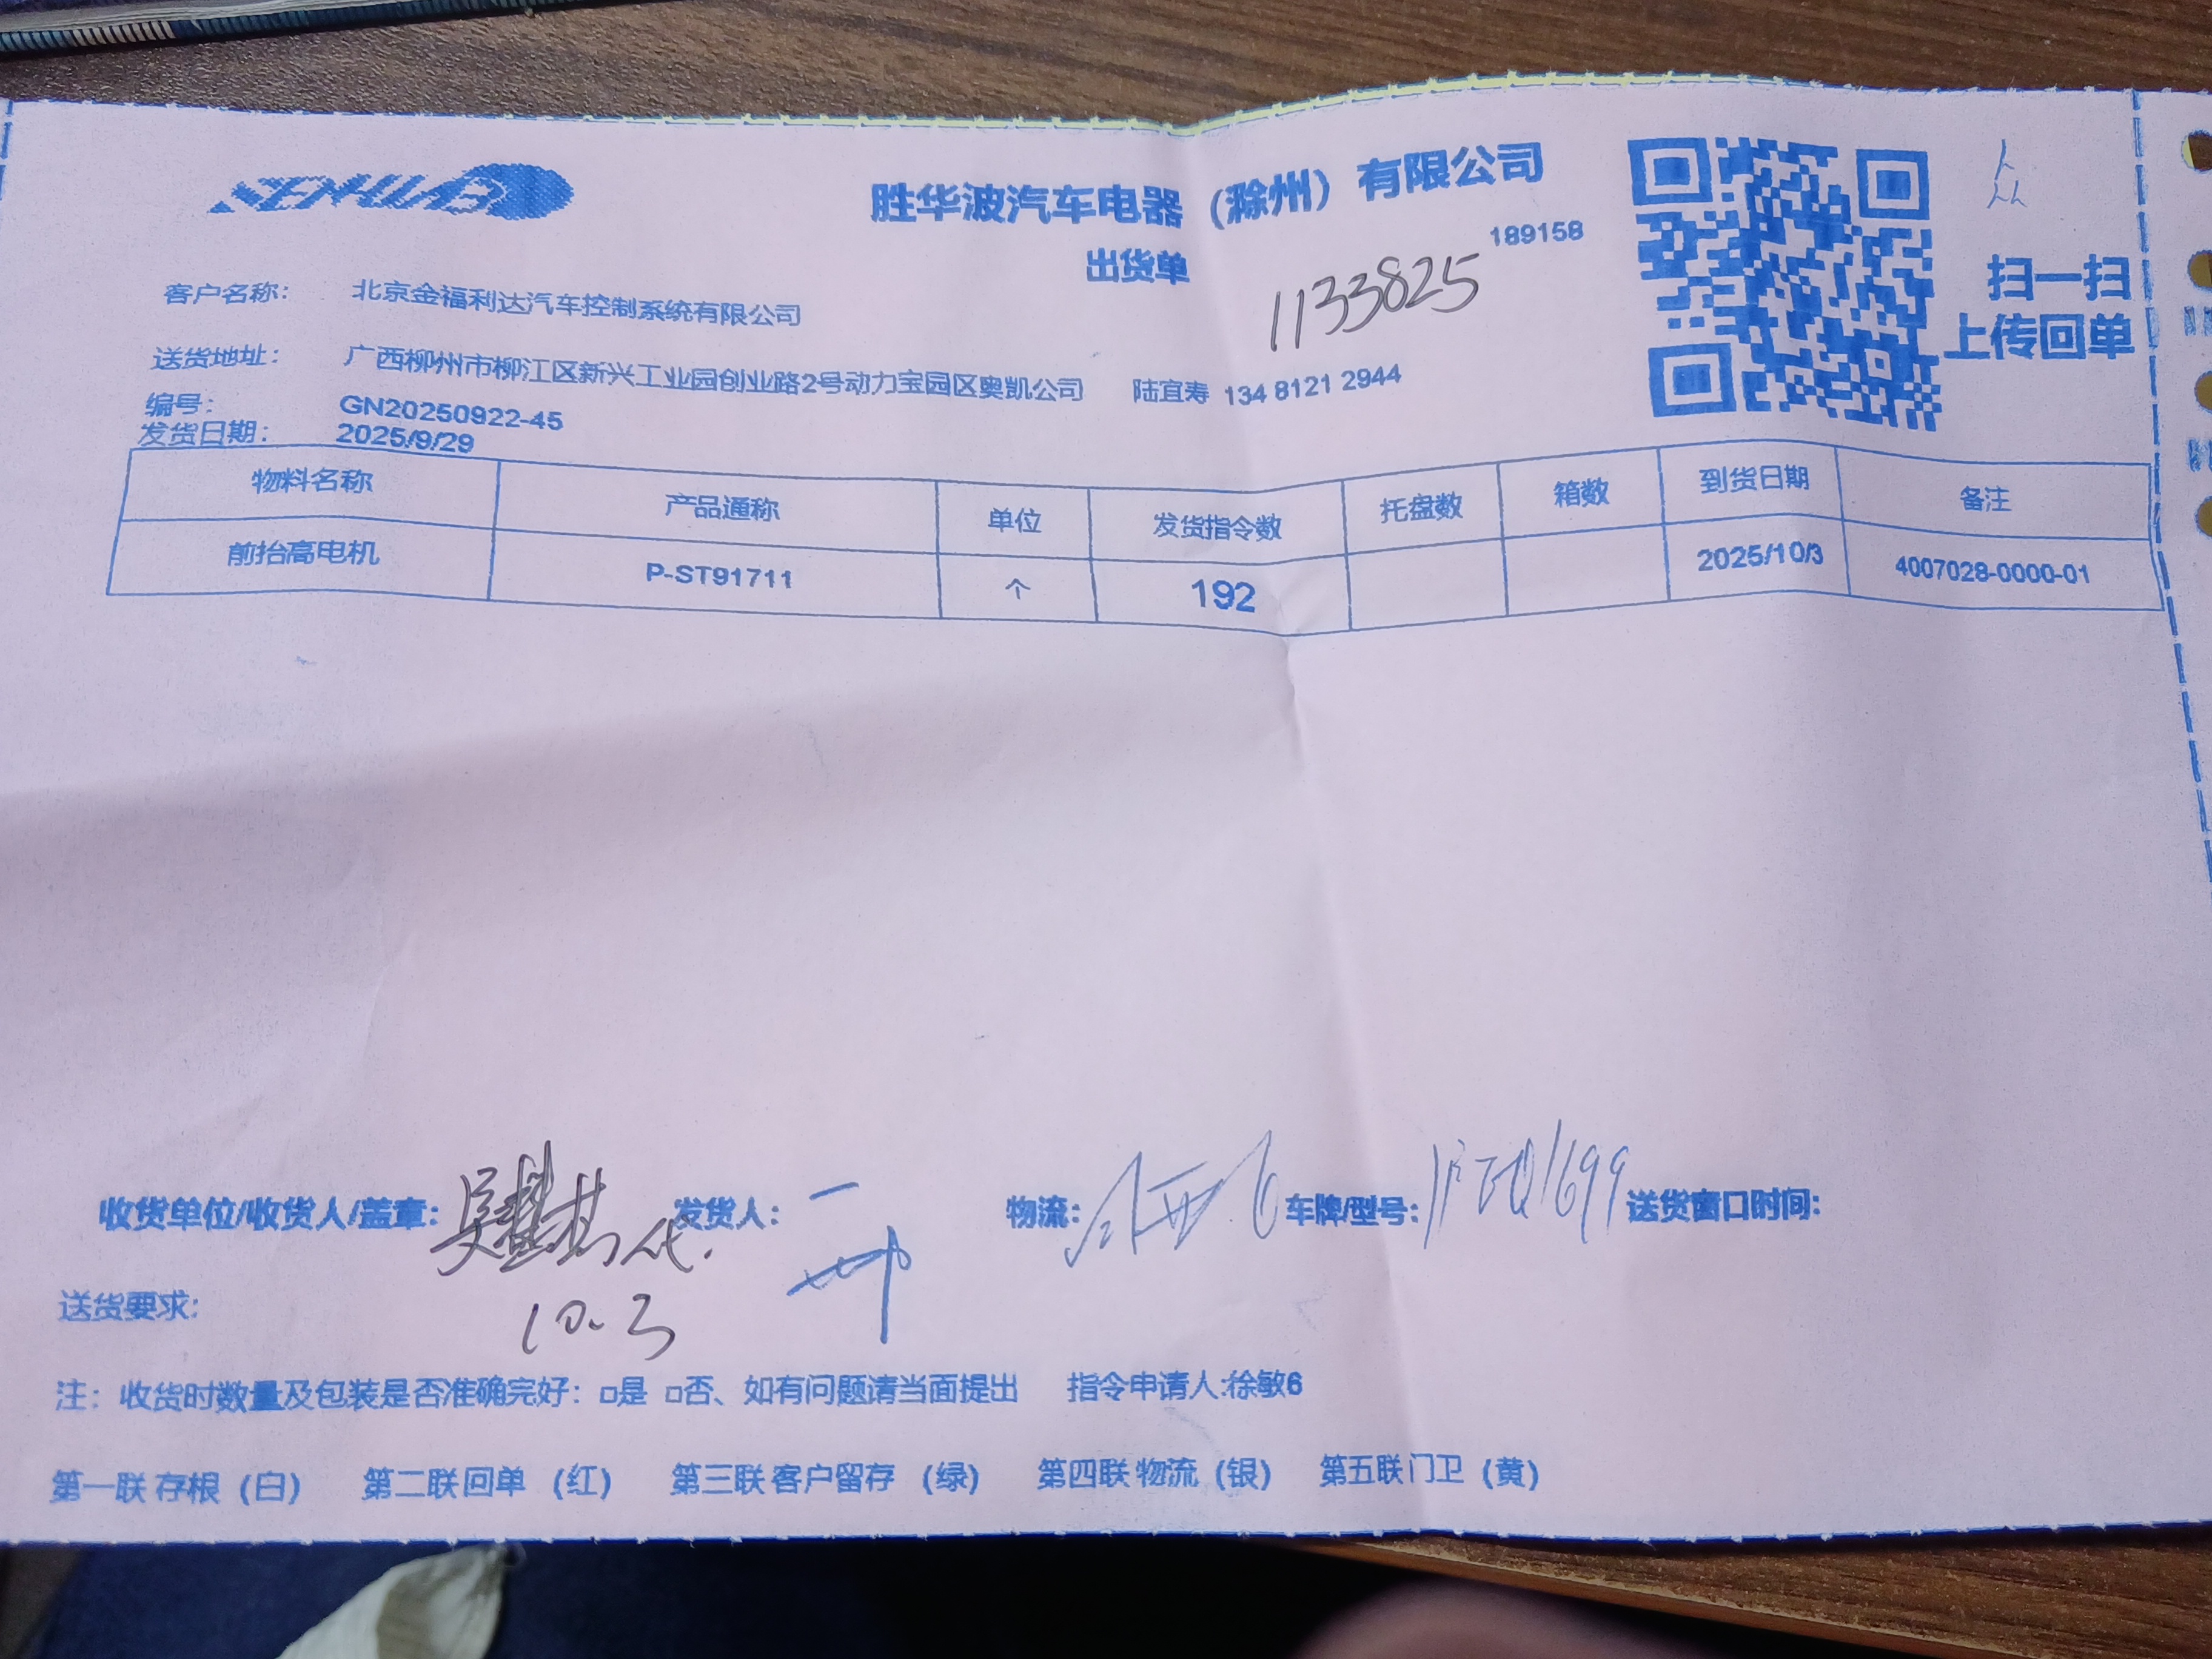 SENHWAB
胜华波汽车电器（滁州）有限公司
出货单
189158
1133825
扫一扫
上传回单
客户名称： 北京金福利达汽车控制系统有限公司
送货地址： 广西柳州市柳江区新兴工业园创业路2号动力宝园区奥凯公司 陆宜寿 134 8121 2944
编号： GN20250922-45
发货日期： 2025/9/29
物料名称 产品通称 单位 发货指令数 托盘数 箱数 到货日期 备注
前抬高电机 P-ST91711 个 192 2025/10/3 4007028-0000-01
收货单位/收货人/盖章： 发货人： 物流： 车牌/型号： 送货窗口时间：
10.3
送货要求：
注：收货时数量及包装是否准确完好：□是 □否、如有问题请当面提出 指令申请人:徐敏6
第一联 存根（白） 第二联 回单（红） 第三联 客户留存（绿） 第四联 物流（银） 第五联 门卫（黄）